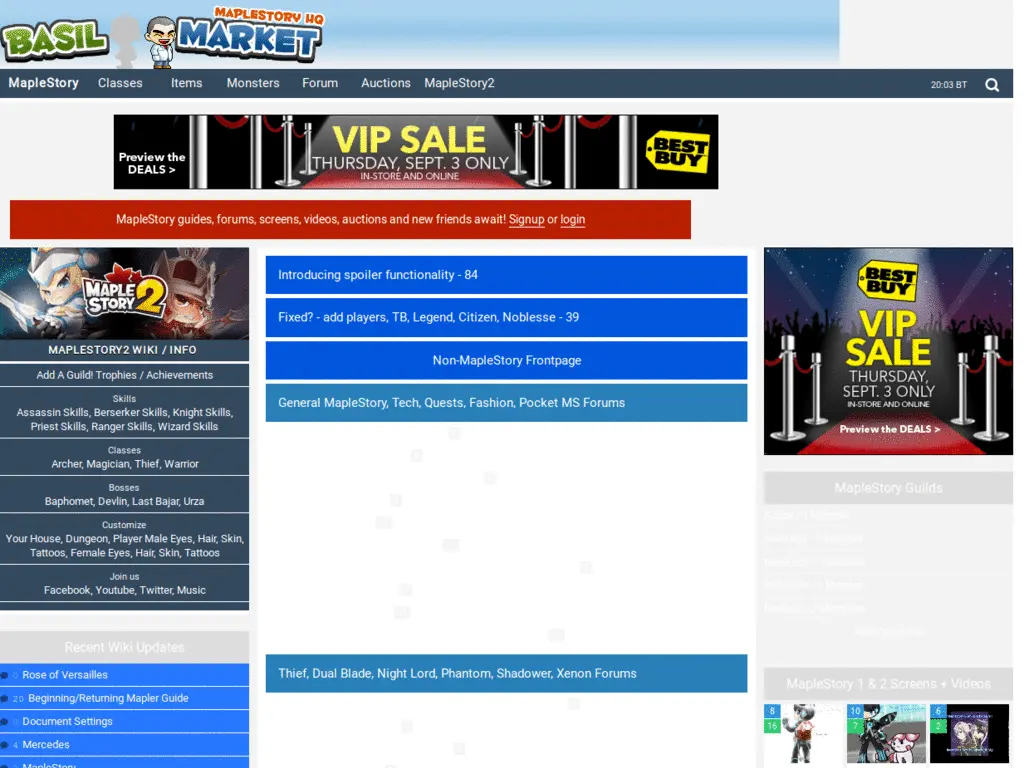 BASIL
MAPLESTORY HQ
MARKET
MapleStory Classes Items Monsters Forum Auctions MapleStory2 20:03 BT
Preview the
DEALS >
VIP SALE
THURSDAY, SEPT. 3 ONLY
IN-STORE AND ONLINE
BEST
BUY
MapleStory guides, forums, screens, videos, auctions and new friends await! Signup or login
MAPLE
STORY 2
MAPLESTORY2 WIKI / INFO
Add A Guild! Trophies / Achievements
Skills
Assassin Skills, Berserker Skills, Knight Skills,
Priest Skills, Ranger Skills, Wizard Skills
Classes
Archer, Magician, Thief, Warrior
Bosses
Baphomet, Devlin, Last Bajar, Urza
Customize
Your House, Dungeon, Player Male Eyes, Hair, Skin,
Tattoos, Female Eyes, Hair, Skin, Tattoos
Join us
Facebook, Youtube, Twitter, Music
Recent Wiki Updates
0 Rose of Versailles
20 Beginning/Returning Mapler Guide
0 Document Settings
4 Mercedes
MapleStory
Introducing spoiler functionality - 84
Fixed? - add players, TB, Legend, Citizen, Noblesse - 39
Non-MapleStory Frontpage
General MapleStory, Tech, Quests, Fashion, Pocket MS Forums
Thief, Dual Blade, Night Lord, Phantom, Shadower, Xenon Forums
BEST
BUY
VIP
SALE
THURSDAY,
SEPT. 3 ONLY
IN-STORE AND ONLINE
Preview the DEALS >
MapleStory Guilds
MapleStory 1 & 2 Screens + Videos
8 10 6
16 7 2